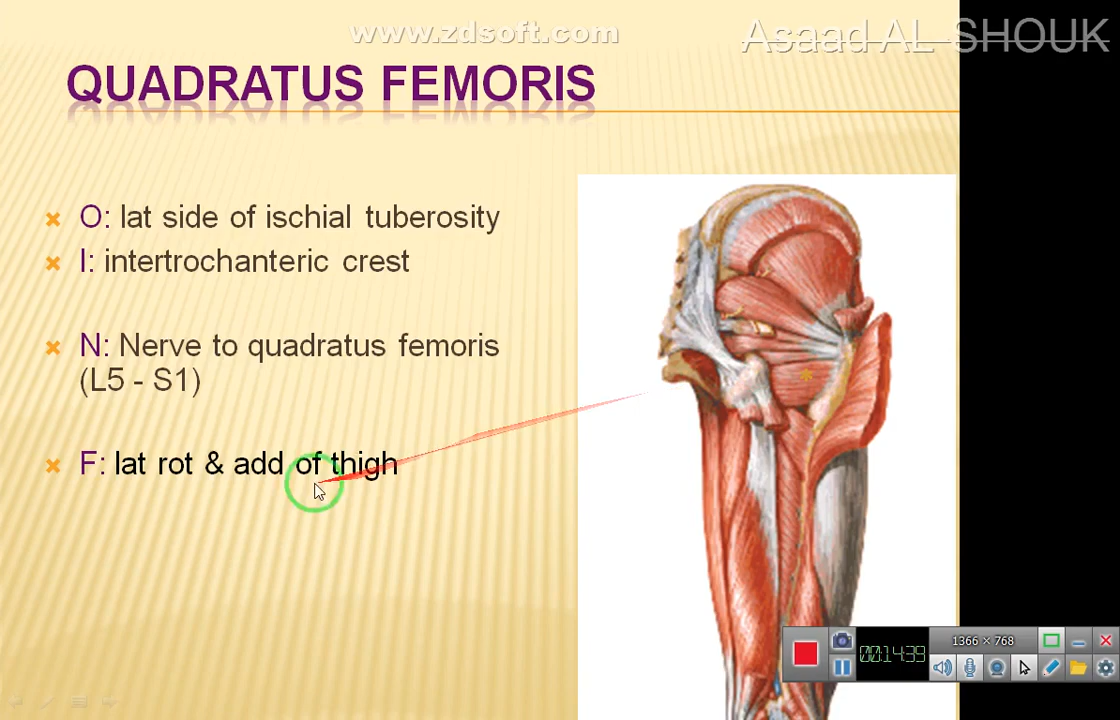 www.zdsoft.com
Asaad AL-SHOUK
QUADRATUS FEMORIS
O: lat side of ischial tuberosity
I: intertrochanteric crest
N: Nerve to quadratus femoris
(L5 - S1)
F: lat rot & add of thigh
*
00:14:39
1366 × 768